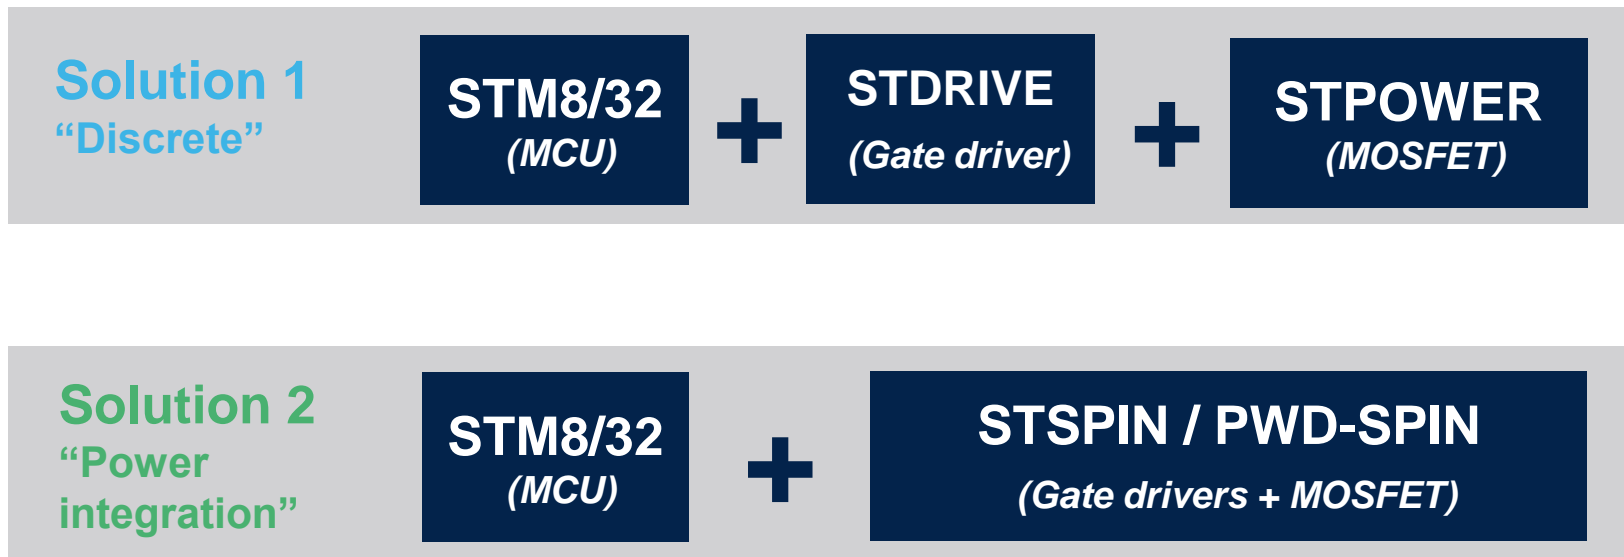 Solution 1
“Discrete”
STM8/32
(MCU)
+
STDRIVE
(Gate driver)
+
STPOWER
(MOSFET)
Solution 2
“Power
integration”
STM8/32
(MCU)
+
STSPIN / PWD-SPIN
(Gate drivers + MOSFET)